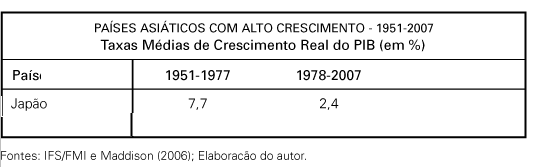 PAÍSES ASIÁTICOS COM ALTO CRESCIMENTO - 1951-2007
Taxas Médias de Crescimento Real do PIB (em %)
País 1951-1977 1978-2007
Japão 7,7 2,4
Fontes: IFS/FMI e Maddison (2006); Elaboracão do autor.